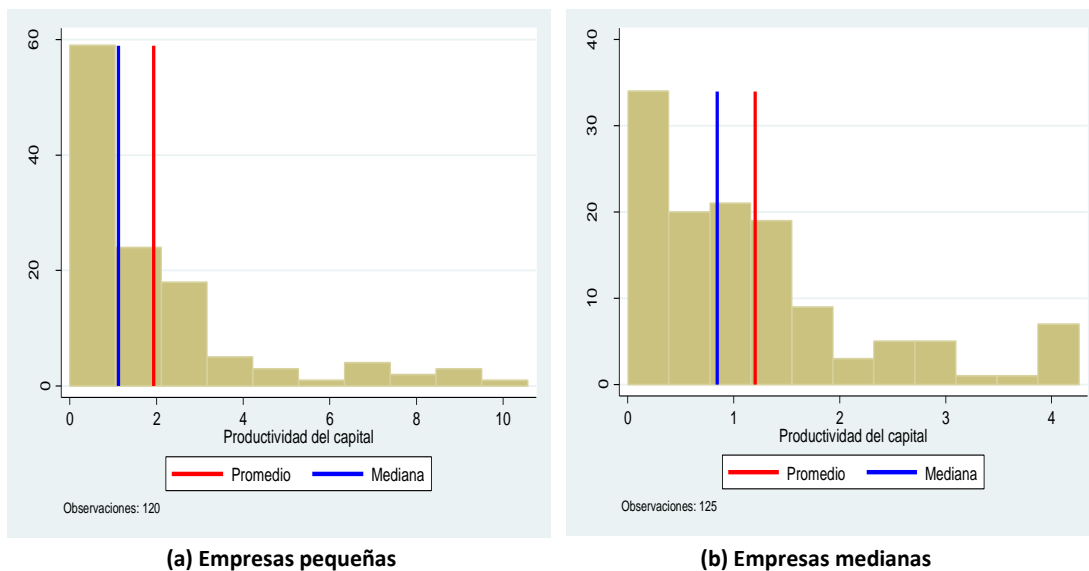 60
40
20
0
0 2 4 6 8 10
Productividad del capital
Promedio Mediana
Observaciones: 120
(a) Empresas pequeñas
40
30
20
10
0
0 1 2 3 4
Productividad del capital
Promedio Mediana
Observaciones: 125
(b) Empresas medianas